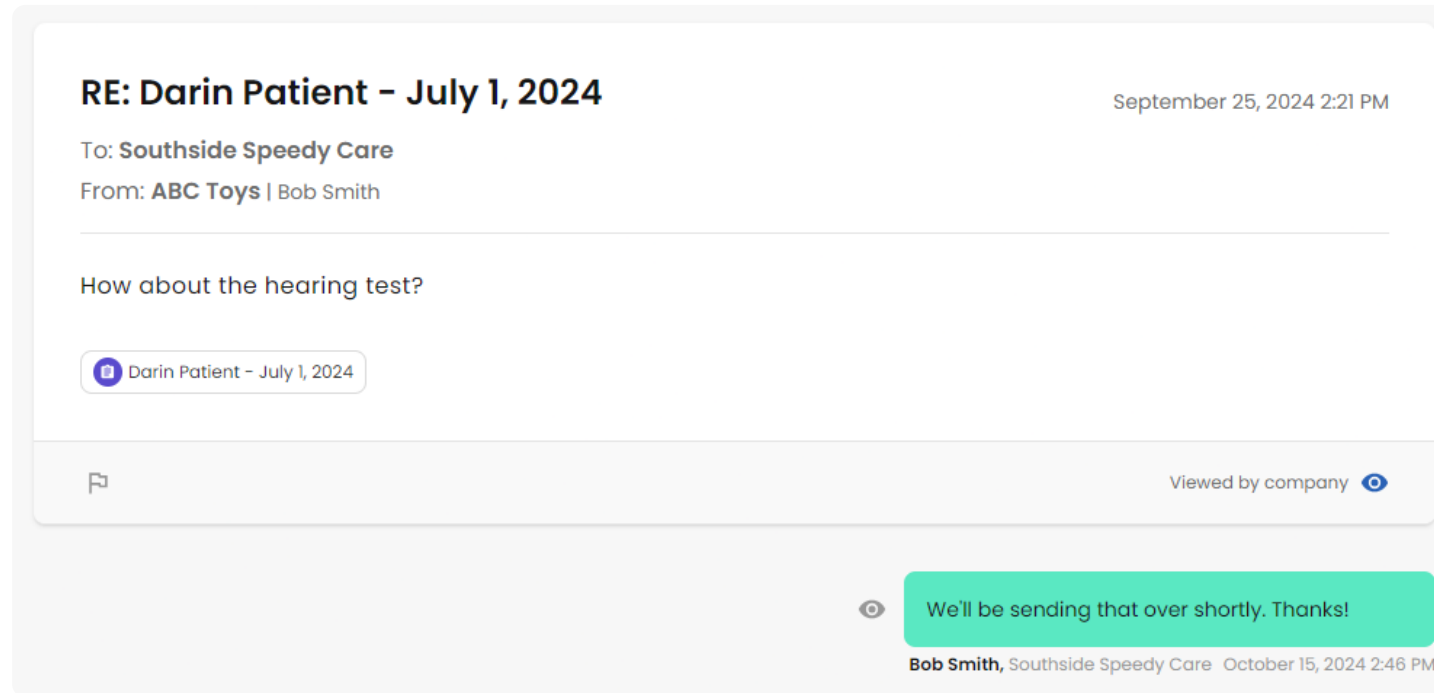 RE: Darin Patient - July 1, 2024
September 25, 2024 2:21 PM
To: Southside Speedy Care
From: ABC Toys | Bob Smith
How about the hearing test?
Darin Patient - July 1, 2024
Viewed by company
We'll be sending that over shortly. Thanks!
Bob Smith, Southside Speedy Care October 15, 2024 2:46 PM